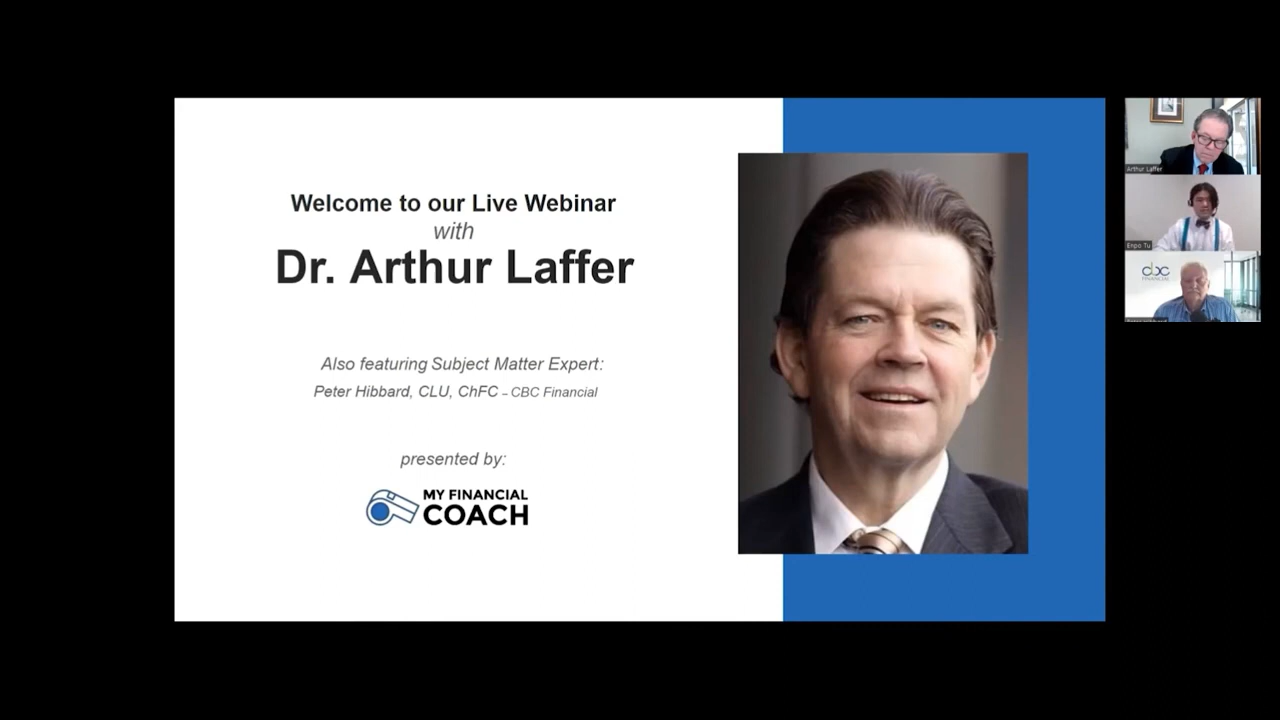 Welcome to our Live Webinar
with
Dr. Arthur Laffer
Also featuring Subject Matter Expert:
Peter Hibbard, CLU, ChFC – CBC Financial
presented by:
MY FINANCIAL
COACH
Arthur Laffer
Enpo Tu
cbc
FINANCIAL